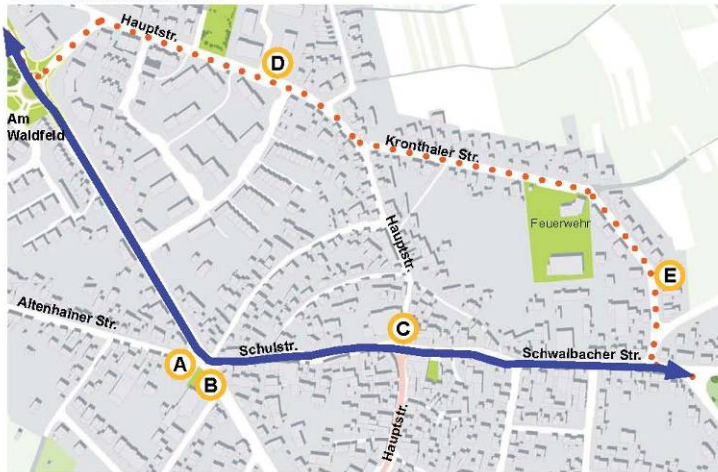 Hauptstr.
D
Am
Waldfeld
Kronthaler Str.
Hauptstr.
Feuerwehr
E
Altenhainer Str.
C
A
Schulstr.
Schwalbacher Str.
B
Hauptstr.